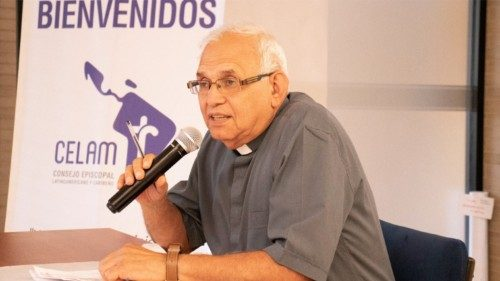 BIENVENIDOS
CELAM
CONSEJO EPISCOPAL
LATINOAMERICANO Y CARIBEÑO